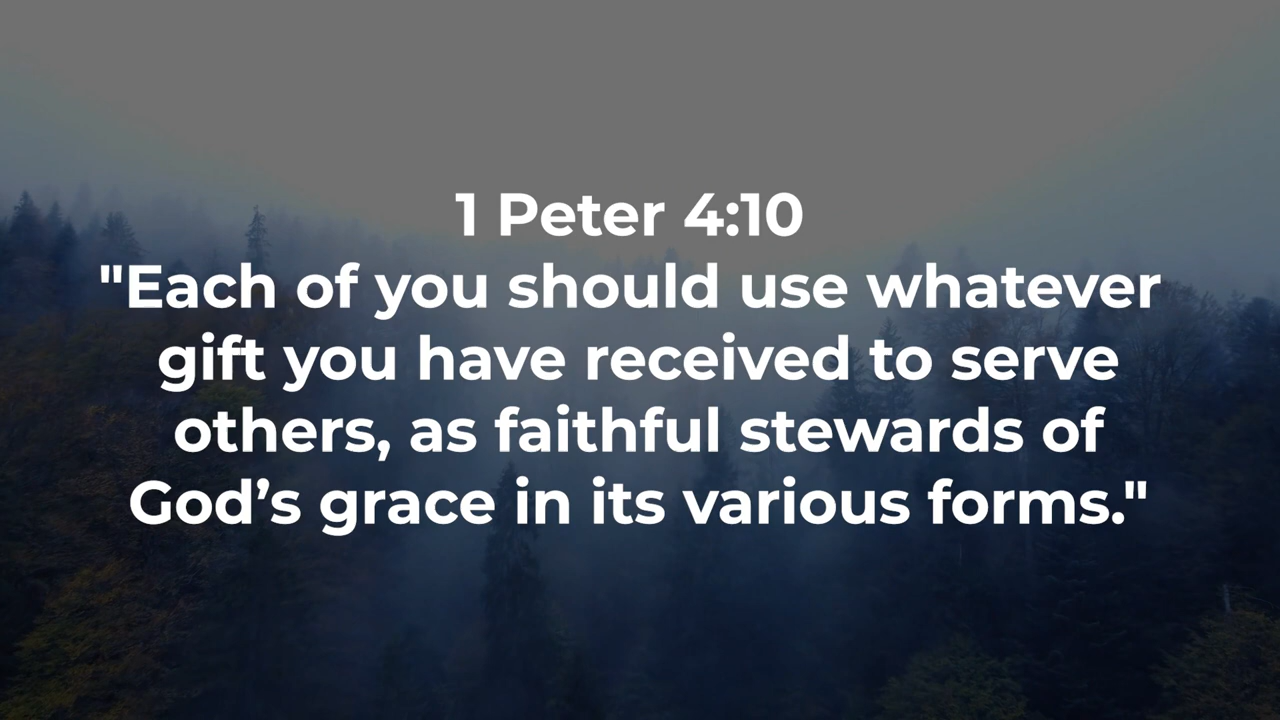 1 Peter 4:10
"Each of you should use whatever
gift you have received to serve
others, as faithful stewards of
God’s grace in its various forms."